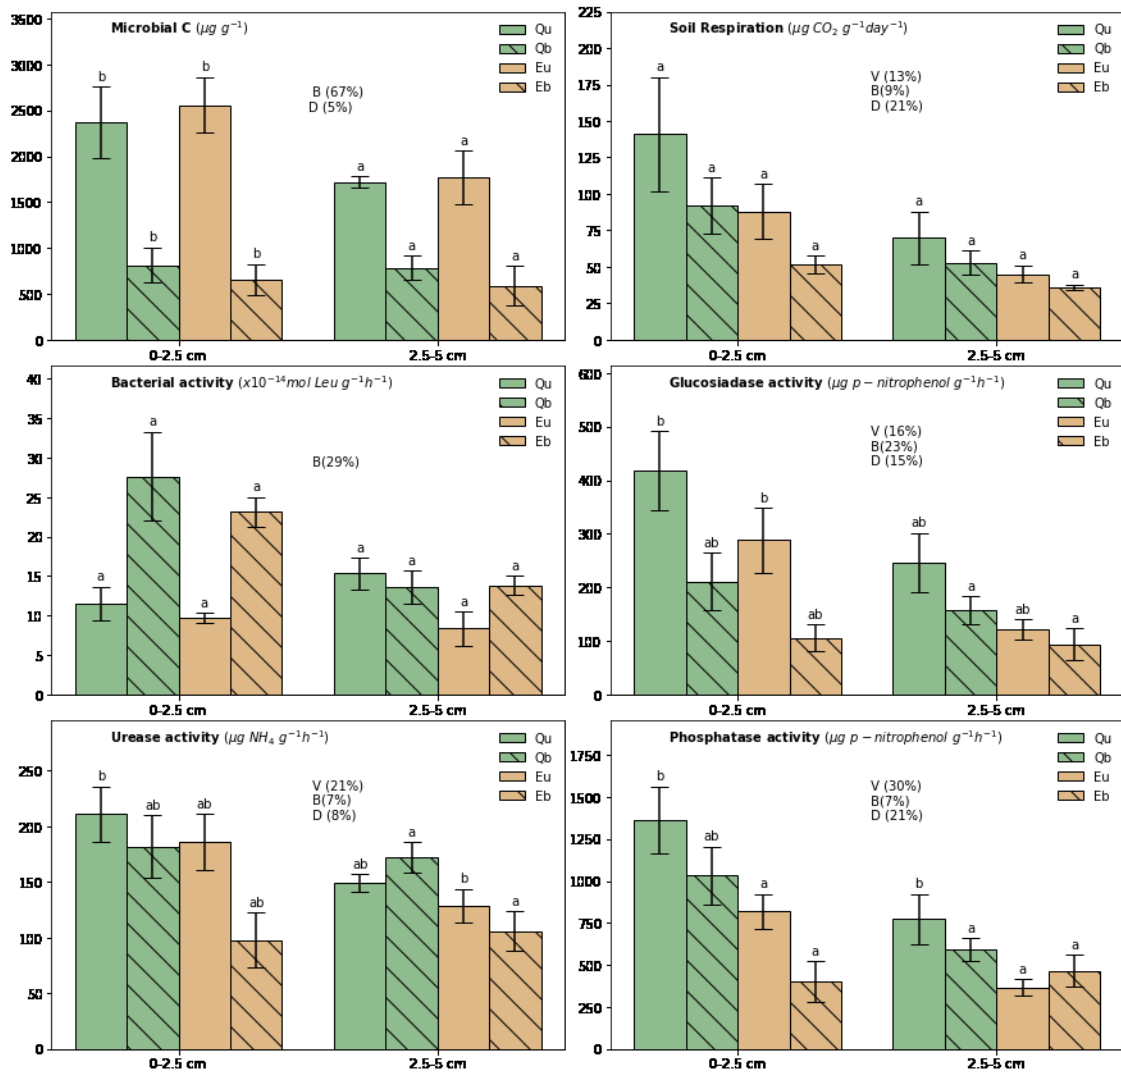 Microbial C (μg g⁻¹)
Qu
Qb
Eu
Eb
B (67%)
D (5%)
3500
3000
2500
2000
1500
1000
500
0
b
b
b
b
a
a
a
a
0-2.5 cm
2.5-5 cm
Soil Respiration (μg CO₂ g⁻¹day⁻¹)
Qu
Qb
Eu
Eb
V (13%)
B(9%)
D (21%)
225
200
175
150
125
100
75
50
25
0
a
a
a
a
a
a
a
a
0-2.5 cm
2.5-5 cm
Bacterial activity (x10⁻¹⁴mol Leu g⁻¹h⁻¹)
Qu
Qb
Eu
Eb
B(29%)
40
35
30
25
20
15
10
5
0
a
a
a
a
a
a
a
a
0-2.5 cm
2.5-5 cm
Glucosiadase activity (μg p − nitrophenol g⁻¹h⁻¹)
Qu
Qb
Eu
Eb
V (16%)
B(23%)
D (15%)
600
500
400
300
200
100
0
b
ab
b
ab
ab
a
ab
a
0-2.5 cm
2.5-5 cm
Urease activity (μg NH₄ g⁻¹h⁻¹)
Qu
Qb
Eu
Eb
V (21%)
B(7%)
D (8%)
250
200
150
100
50
0
b
ab
ab
ab
ab
a
b
a
0-2.5 cm
2.5-5 cm
Phosphatase activity (μg p − nitrophenol g⁻¹h⁻¹)
Qu
Qb
Eu
Eb
V (30%)
B(7%)
D (21%)
1750
1500
1250
1000
750
500
250
0
b
ab
a
a
b
a
a
a
0-2.5 cm
2.5-5 cm